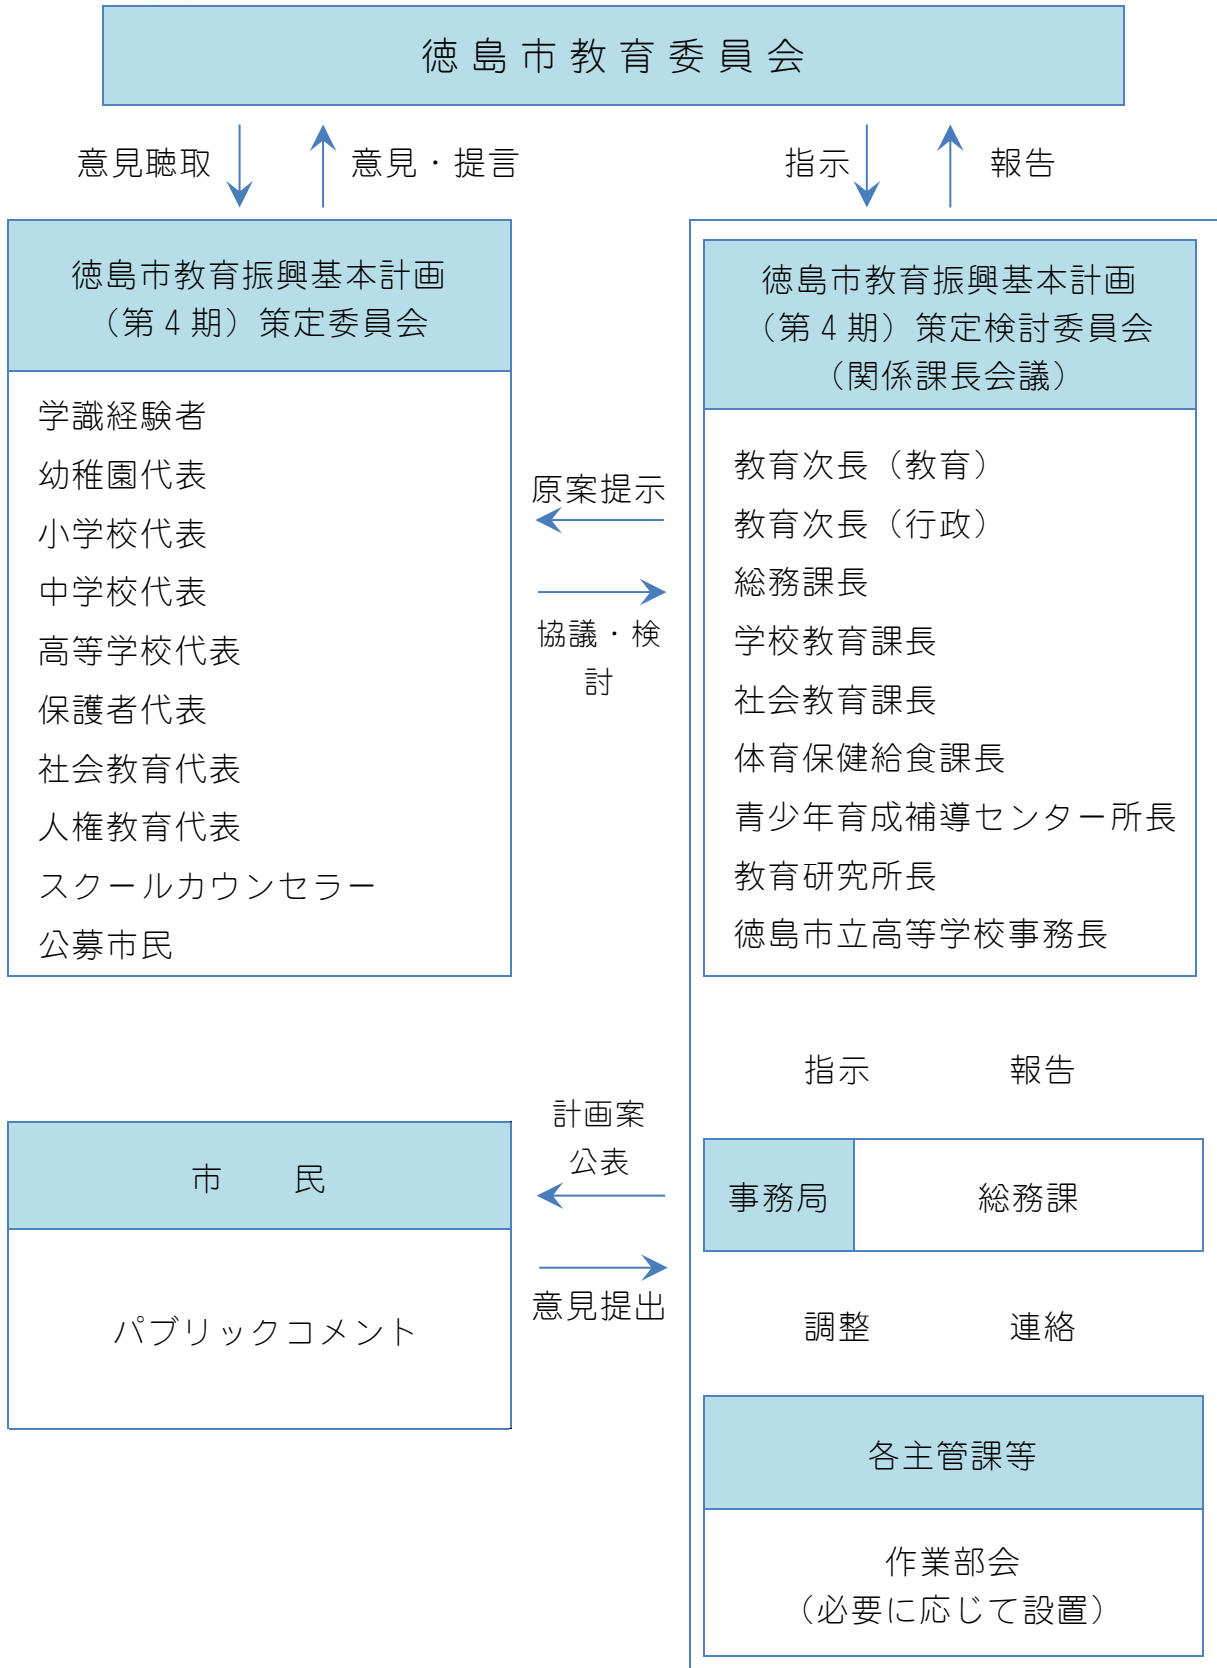 徳島市教育委員会
意見聴取
意見・提言
指示
報告
徳島市教育振興基本計画
（第４期）策定委員会
学識経験者
幼稚園代表
小学校代表
中学校代表
高等学校代表
保護者代表
社会教育代表
人権教育代表
スクールカウンセラー
公募市民
原案提示
協議・検
討
徳島市教育振興基本計画
（第４期）策定検討委員会
（関係課長会議）
教育次長（教育）
教育次長（行政）
総務課長
学校教育課長
社会教育課長
体育保健給食課長
青少年育成補導センター所長
教育研究所長
徳島市立高等学校事務長
指示
報告
市　　民
パブリックコメント
計画案
公表
意見提出
事務局
総務課
調整
連絡
各主管課等
作業部会
（必要に応じて設置）